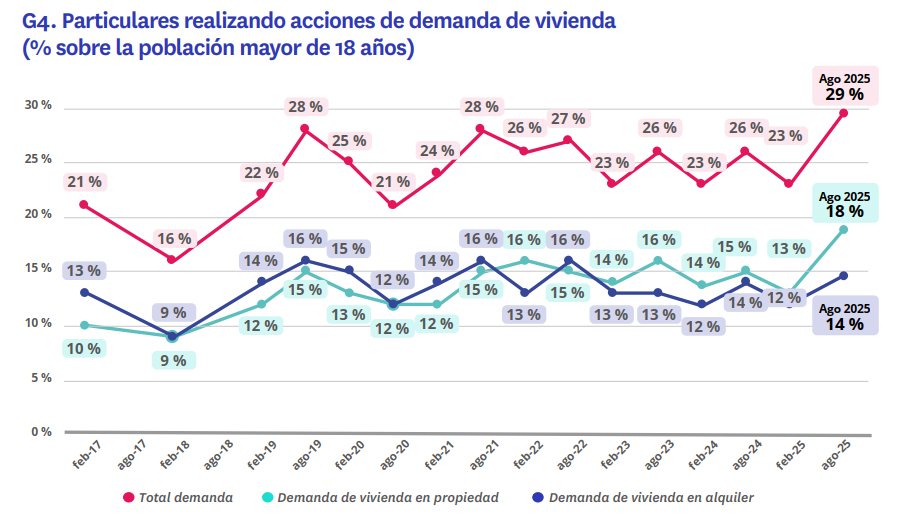 G4. Particulares realizando acciones de demanda de vivienda
(% sobre la población mayor de 18 años)
Ago 2025
29 %
30 %
28 %
28 %
27 %
26 %
26 %
26 %
23 %
25 %
24 %
25 %
23 %
23 %
22 %
21 %
21 %
Ago 2025
18 %
20 %
16 %
16 %
15 %
16 %
16 %
16 %
16 %
15 %
13 %
15 %
13 %
14 %
14 %
14 %
14 %
12 %
15 %
15 %
15 %
14 %
12 %
Ago 2025
14 %
10 %
9 %
12 %
13 %
12 %
12 %
13 %
13 %
13 %
12 %
10 %
9 %
5 %
0 %
feb-17
ago-17
feb-18
ago-18
feb-19
ago-19
feb-20
ago-20
feb-21
ago-21
feb-22
ago-22
feb-23
ago-23
feb-24
ago-24
feb-25
ago-25
Total demanda
Demanda de vivienda en propiedad
Demanda de vivienda en alquiler